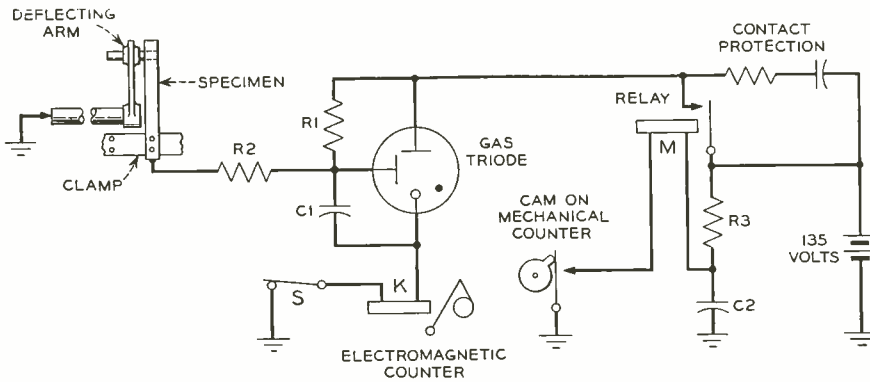 DEFLECTING
ARM
SPECIMEN
CLAMP
R2
R1
C1
GAS
TRIODE
S
K
ELECTROMAGNETIC
COUNTER
CAM ON
MECHANICAL
COUNTER
RELAY
M
CONTACT
PROTECTION
R3
C2
135
VOLTS